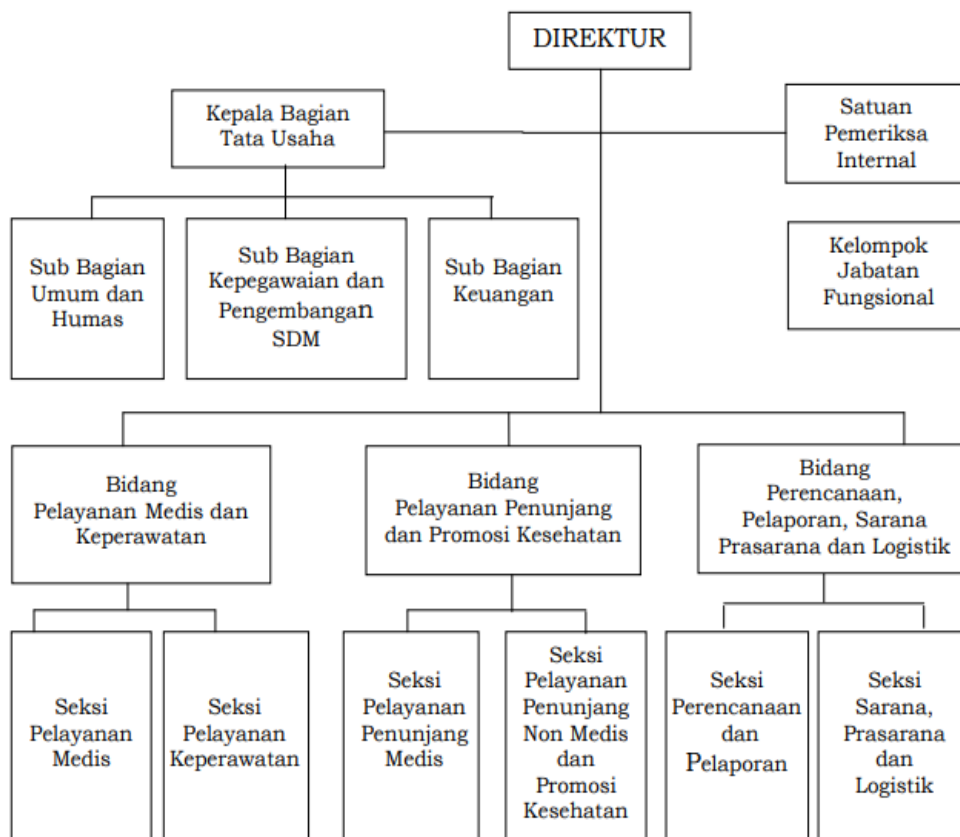 DIREKTUR
Kepala Bagian
Tata Usaha
Satuan
Pemeriksa
Internal
Sub Bagian
Umum dan
Humas
Sub Bagian
Kepegawaian dan
Pengembangan
SDM
Sub Bagian
Keuangan
Kelompok
Jabatan
Fungsional
Bidang
Pelayanan Medis dan
Keperawatan
Bidang
Pelayanan Penunjang
dan Promosi Kesehatan
Bidang
Perencanaan,
Pelaporan, Sarana
Prasarana dan Logistik
Seksi
Pelayanan
Medis
Seksi
Pelayanan
Keperawatan
Seksi
Pelayanan
Penunjang
Medis
Seksi
Pelayanan
Penunjang
Non Medis
dan
Promosi
Kesehatan
Seksi
Perencanaan
dan
Pelaporan
Seksi
Sarana,
Prasarana
dan
Logistik